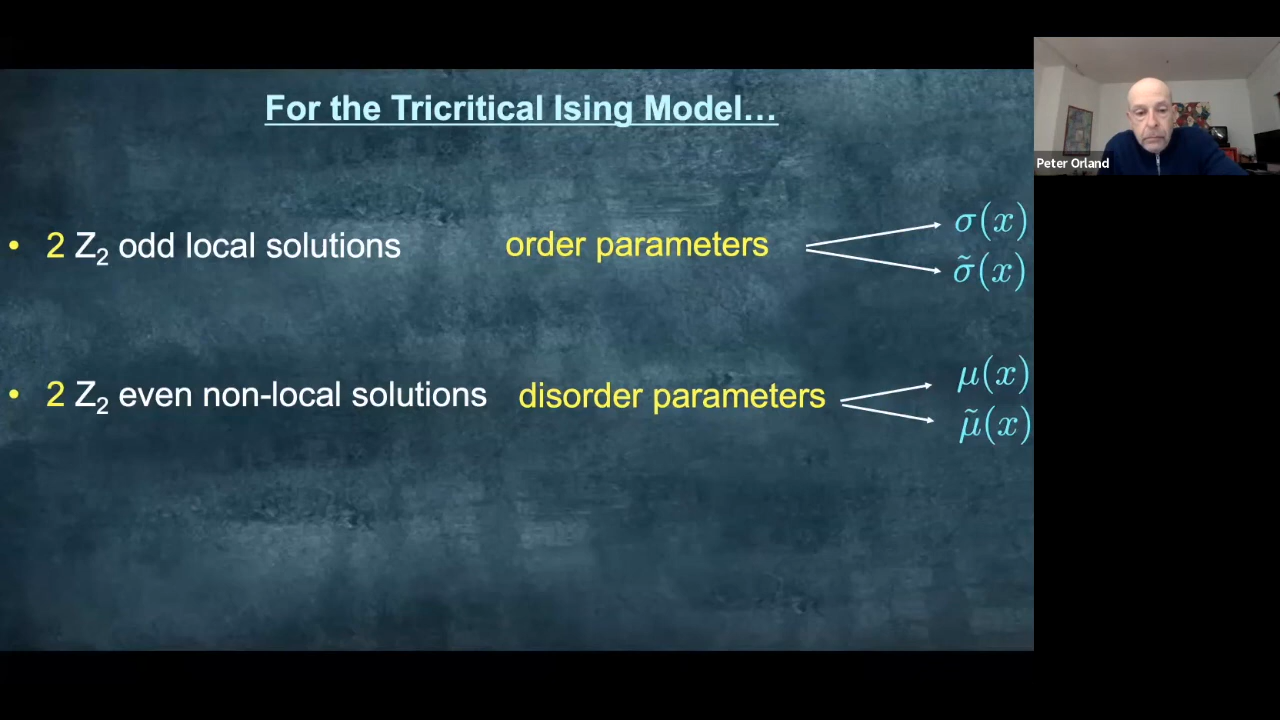 For the Tricritical Ising Model...
Peter Orland
• 2 Z₂ odd local solutions order parameters σ(x)
σ̃(x)
• 2 Z₂ even non-local solutions disorder parameters μ(x)
μ̃(x)